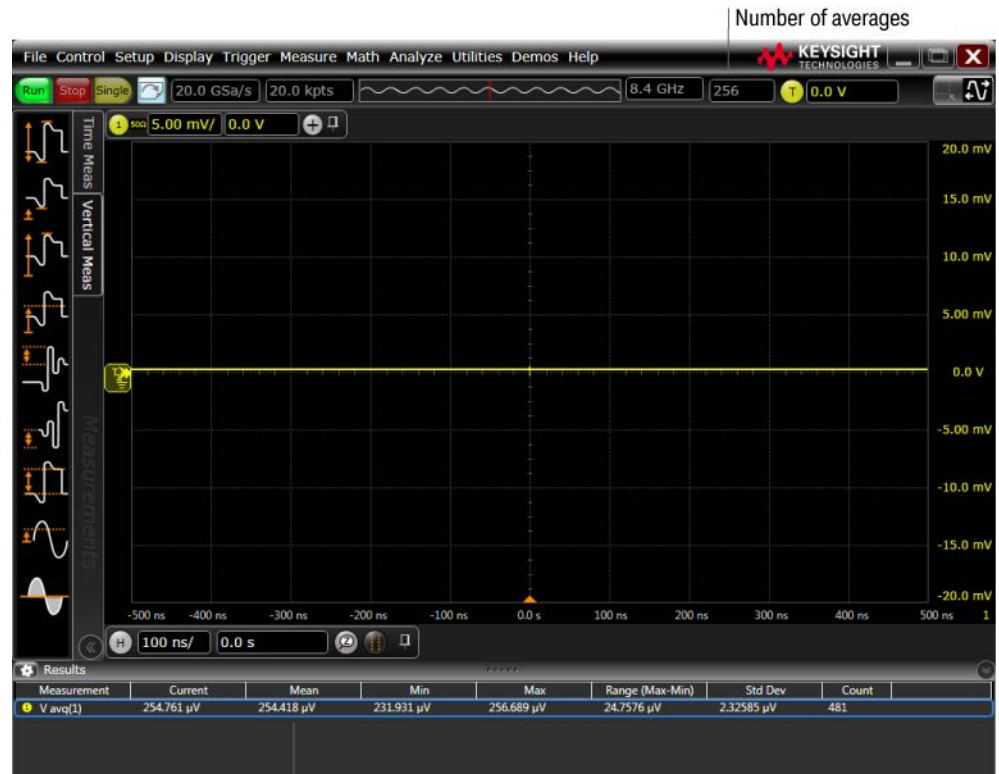 Number of averages
File Control Setup Display Trigger Measure Math Analyze Utilities Demos Help
KEYSIGHT
TECHNOLOGIES
Run Stop Single 20.0 GSa/s 20.0 kpts 8.4 GHz 256 T 0.0 V
1 50Ω 5.00 mV/ 0.0 V
Time Meas
Vertical Meas
Measurements
20.0 mV
15.0 mV
10.0 mV
5.00 mV
0.0 V
-5.00 mV
-10.0 mV
-15.0 mV
-20.0 mV
-500 ns -400 ns -300 ns -200 ns -100 ns 0.0 s 100 ns 200 ns 300 ns 400 ns 500 ns 1
H 100 ns/ 0.0 s Z
Results
Measurement Current Mean Min Max Range (Max-Min) Std Dev Count
1 V avg(1) 254.761 µV 254.418 µV 231.931 µV 256.689 µV 24.7576 µV 2.32585 µV 481